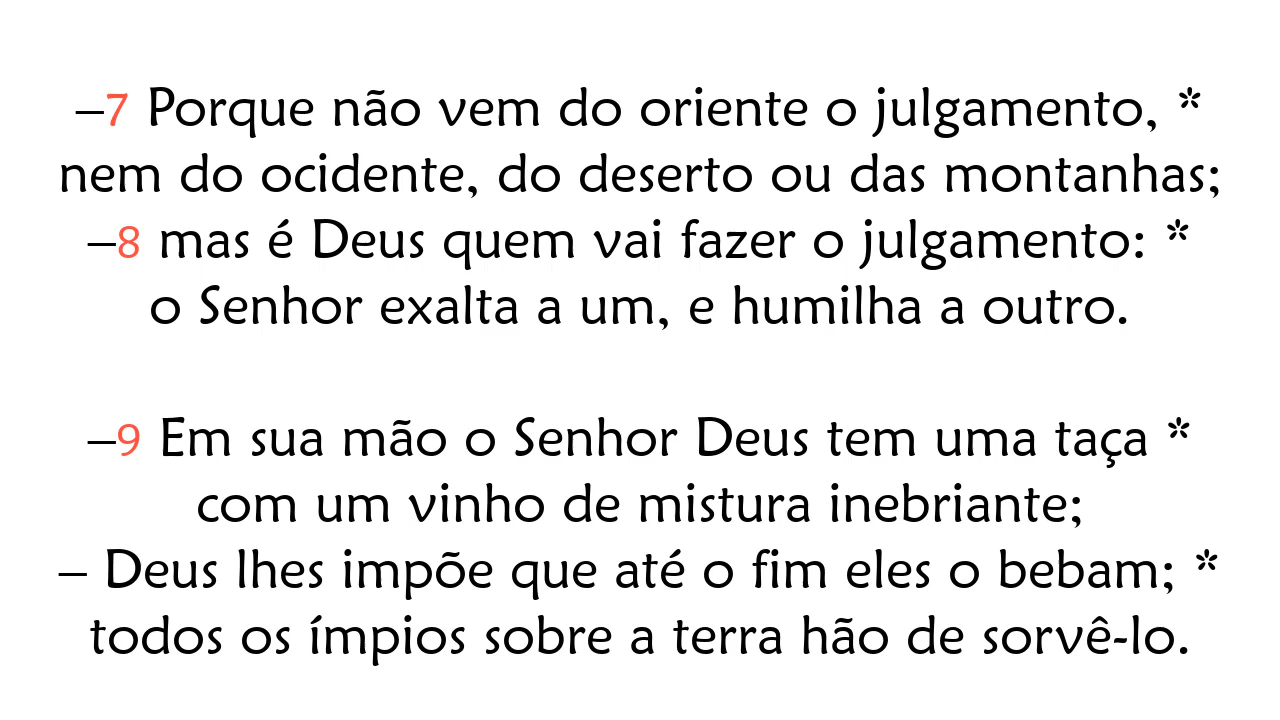 –7 Porque não vem do oriente o julgamento, *
nem do ocidente, do deserto ou das montanhas;
–8 mas é Deus quem vai fazer o julgamento: *
o Senhor exalta a um, e humilha a outro.
–9 Em sua mão o Senhor Deus tem uma taça *
com um vinho de mistura inebriante;
– Deus lhes impõe que até o fim eles o bebam; *
todos os ímpios sobre a terra hão de sorvê-lo.